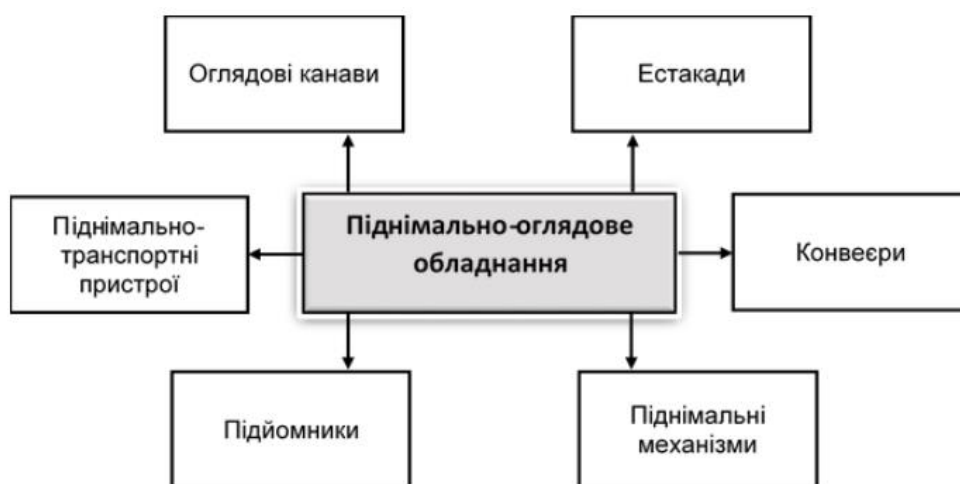 Оглядові канави
Естакади
Піднімально-оглядове
обладнання
Піднімально-
транспортні
пристрої
Конвеєри
Підйомники
Піднімальні
механізми